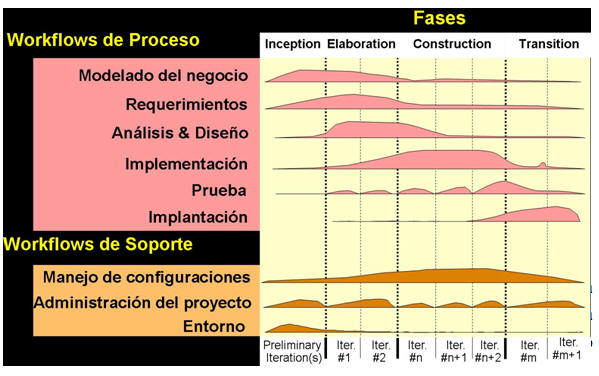 Fases
Workflows de Proceso
Inception Elaboration Construction Transition
Modelado del negocio
Requerimientos
Análisis & Diseño
Implementación
Prueba
Implantación
Workflows de Soporte
Manejo de configuraciones
Administración del proyecto
Entorno
Preliminary Iteration(s)
Iter. #1
Iter. #2
Iter. #n
Iter. #n+1
Iter. #n+2
Iter. #m
Iter. #m+1